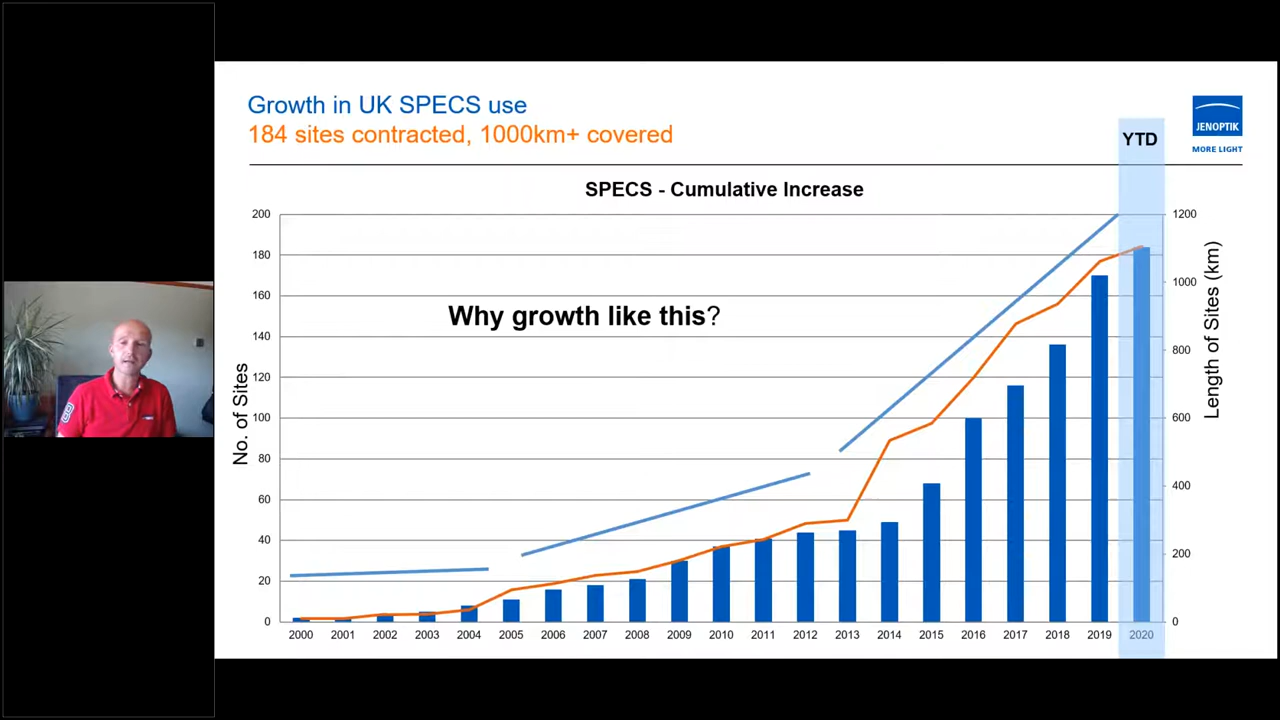 Growth in UK SPECS use
184 sites contracted, 1000km+ covered
JENOPTIK
MORE LIGHT
YTD
SPECS - Cumulative Increase
Why growth like this?
No. of Sites
200
180
160
140
120
100
80
60
40
20
0
Length of Sites (km)
1200
1000
800
600
400
200
0
2000 2001 2002 2003 2004 2005 2006 2007 2008 2009 2010 2011 2012 2013 2014 2015 2016 2017 2018 2019 2020